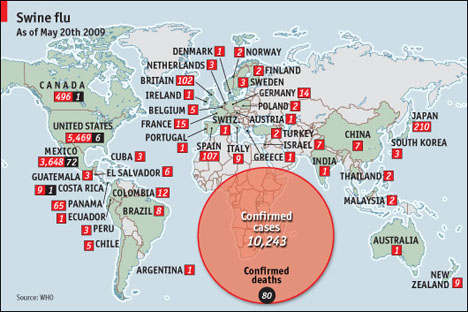 Swine flu
As of May 20th 2009
DENMARK 1
2 NORWAY
NETHERLANDS 3
2 FINLAND
3 SWEDEN
BRITAIN 102
GERMANY 14
IRELAND 1
POLAND 2
BELGIUM 5
AUSTRIA 1
FRANCE 15
SWITZ. 1
TURKEY 2
PORTUGAL 1
SPAIN 107
ITALY 9
GREECE 1
ISRAEL 7
CANADA
496 1
UNITED STATES
5,469 6
MEXICO
3,648 72
CUBA 3
GUATEMALA 3
EL SALVADOR 6
9 1 COSTA RICA
COLOMBIA 12
65 PANAMA
1 ECUADOR
BRAZIL 8
3 PERU
5 CHILE
ARGENTINA 1
CHINA
7
JAPAN
210
SOUTH KOREA
3
INDIA
1
THAILAND
2
MALAYSIA 2
AUSTRALIA
1
NEW
ZEALAND 9
Confirmed
cases
10,243
Confirmed
deaths
80
Source: WHO